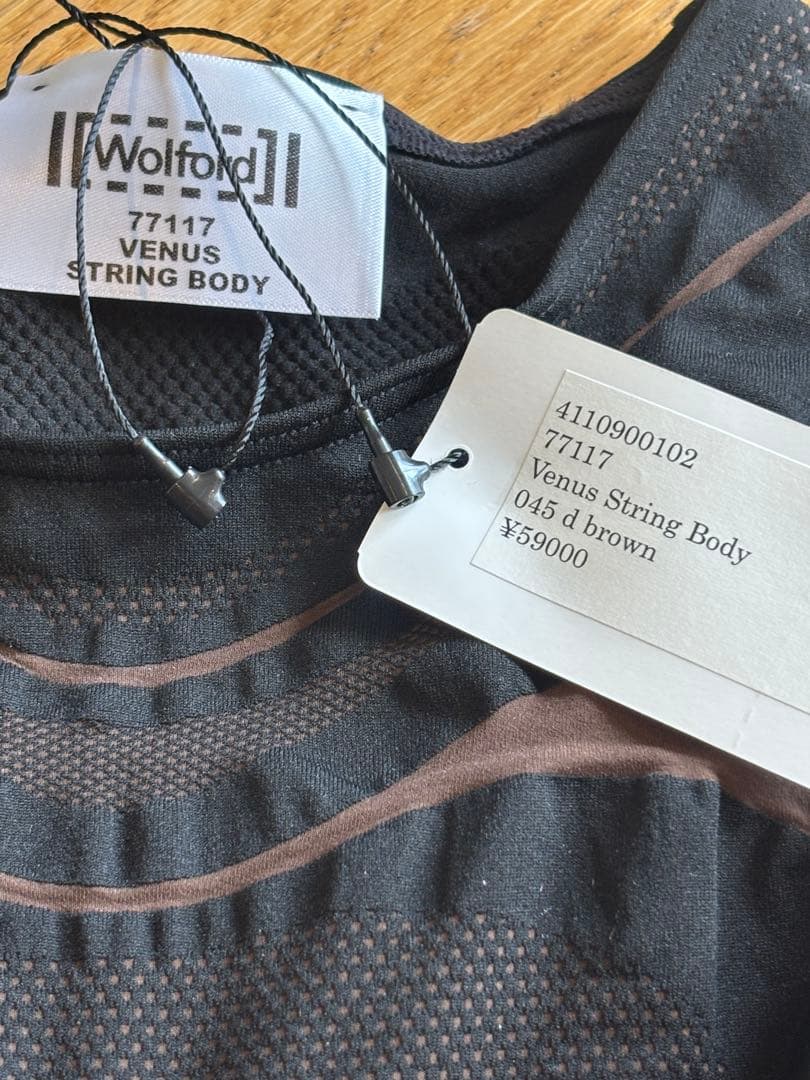 Wolford
77117
VENUS
STRING BODY
4110900102
77117
Venus String Body
045 d brown
¥59000